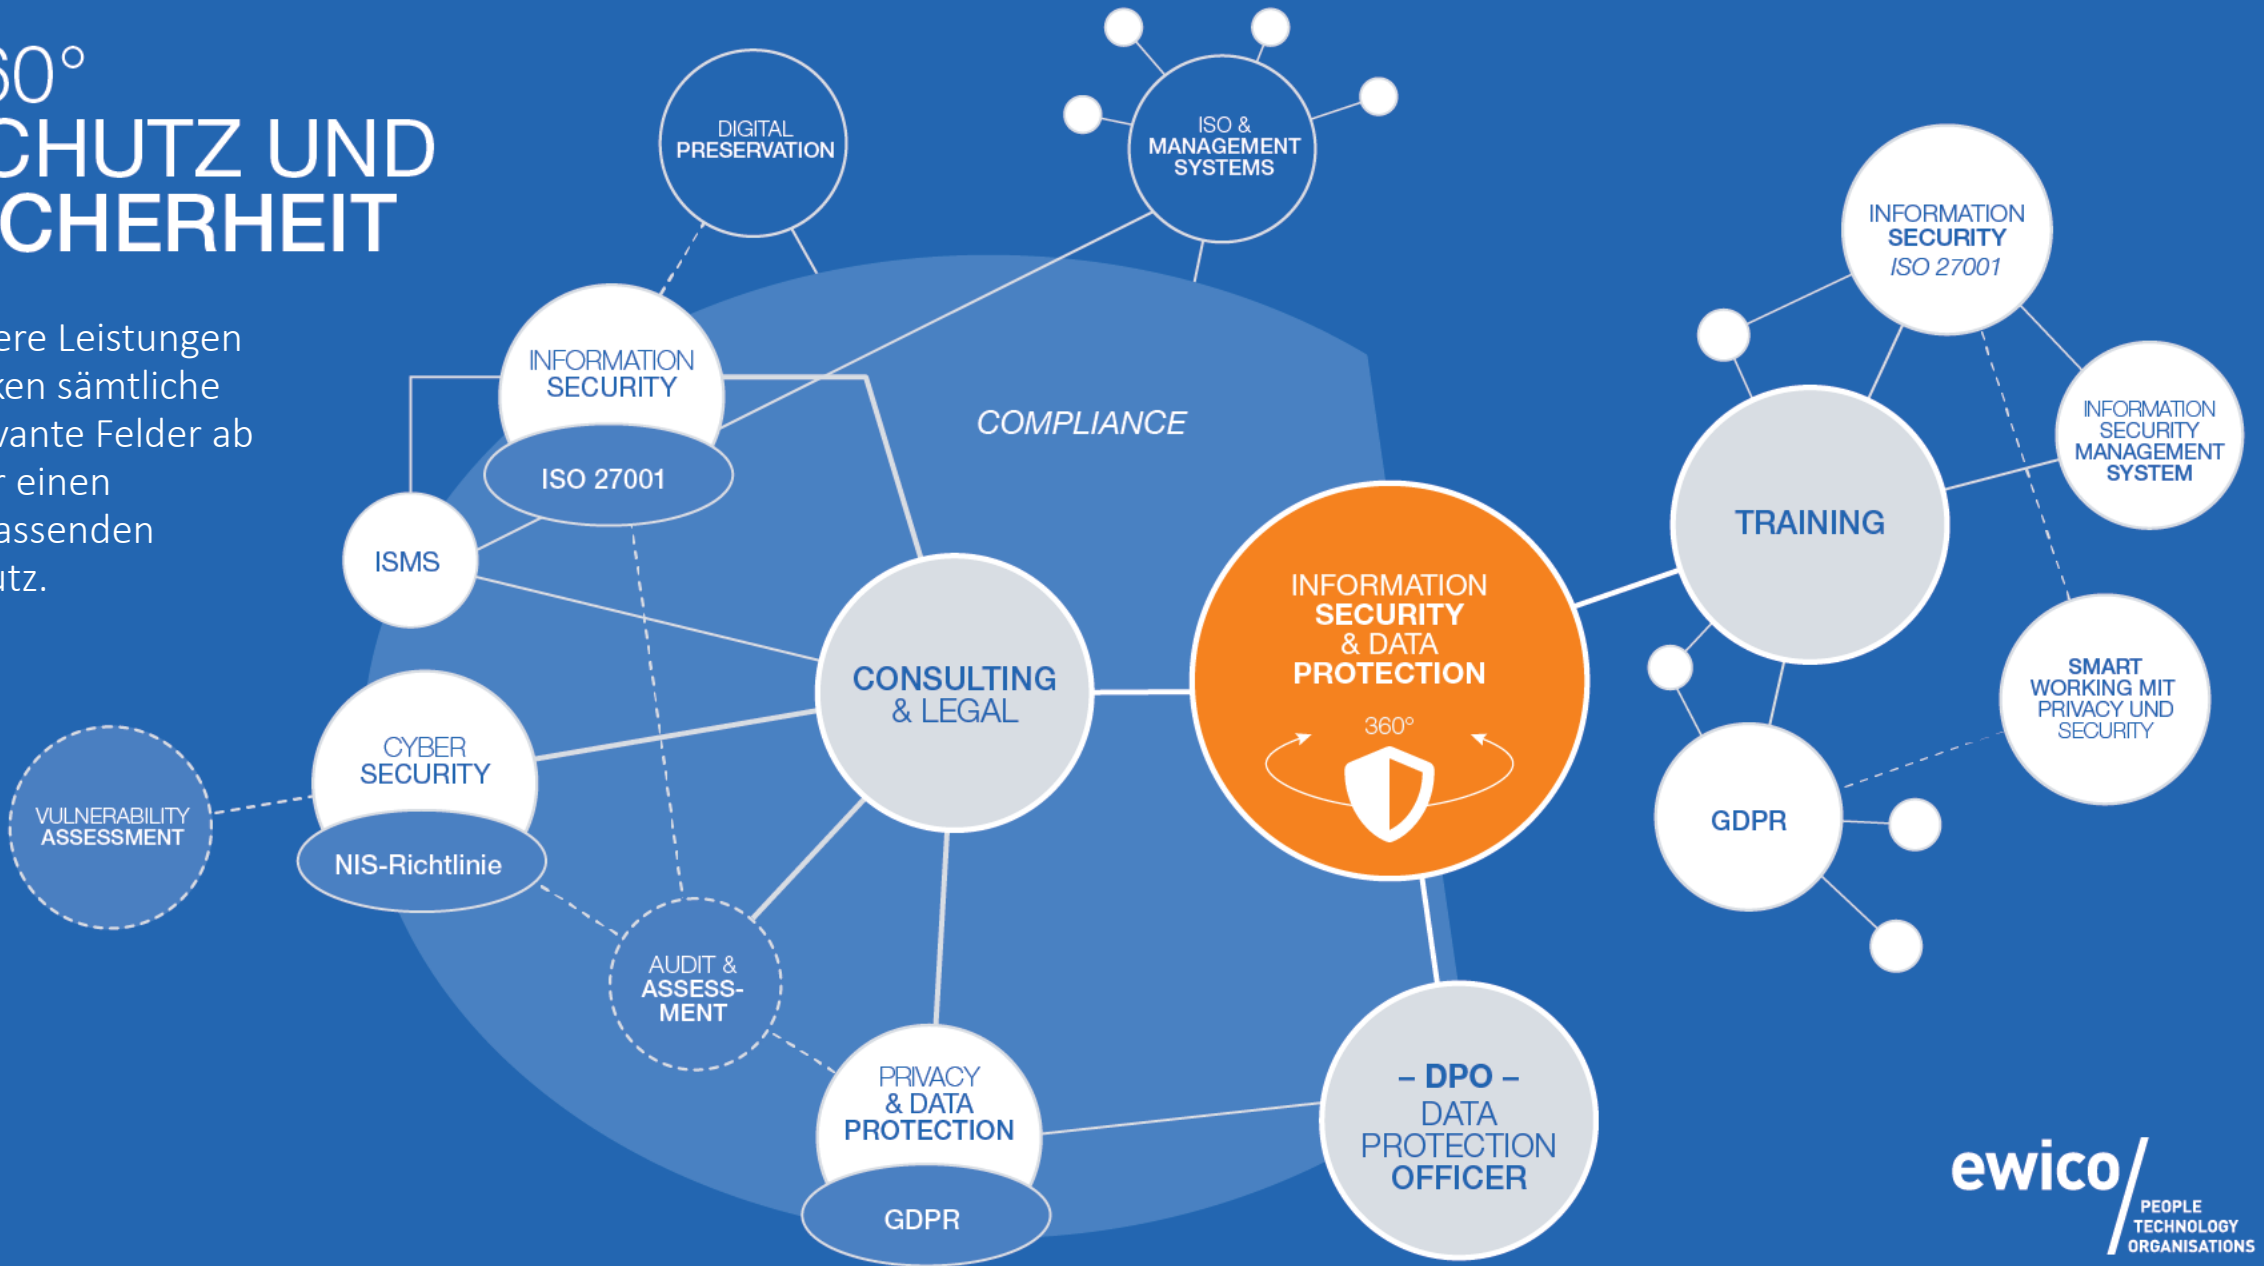 60°
CHUTZ UND
CHERHEIT
ere Leistungen
ken sämtliche
vante Felder ab
r einen
assenden
utz.
DIGITAL
PRESERVATION
ISO &
MANAGEMENT
SYSTEMS
INFORMATION
SECURITY
ISO 27001
INFORMATION
SECURITY
ISO 27001
COMPLIANCE
INFORMATION
SECURITY
MANAGEMENT
SYSTEM
TRAINING
ISMS
INFORMATION
SECURITY
& DATA
PROTECTION
360°
CONSULTING
& LEGAL
SMART
WORKING MIT
PRIVACY UND
SECURITY
CYBER
SECURITY
NIS-Richtlinie
VULNERABILITY
ASSESSMENT
GDPR
AUDIT &
ASSESS-
MENT
PRIVACY
& DATA
PROTECTION
GDPR
– DPO –
DATA
PROTECTION
OFFICER
ewico
PEOPLE
TECHNOLOGY
ORGANISATIONS